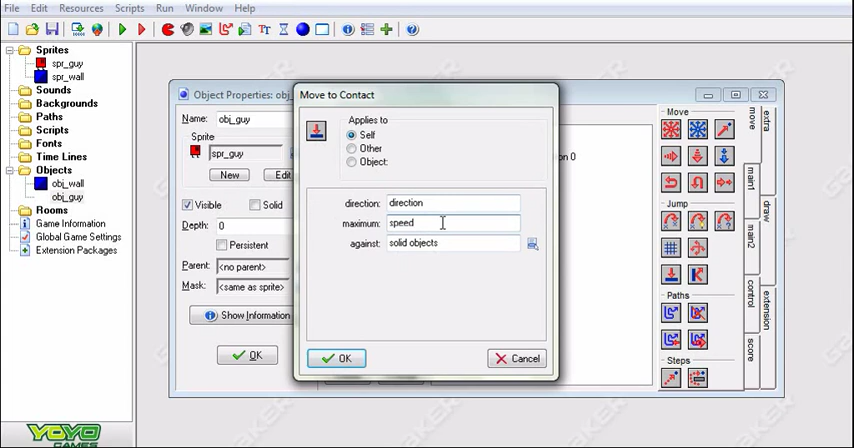 File Edit Resources Scripts Run Window Help
Sprites
spr_guy
spr_wall
Sounds
Backgrounds
Paths
Scripts
Fonts
Time Lines
Objects
obj_wall
obj_guy
Rooms
Game Information
Global Game Settings
Extension Packages
YOYO
GAMES
Object Properties: obj_
Name: obj_guy
Sprite
spr_guy
New Edit
Visible Solid
Depth: 0
Persistent
Parent: <no parent>
Mask: <same as sprite>
Show Information
OK
Move to Contact
Applies to
Self
Other
Object:
direction: direction
maximum: speed
against: solid objects
OK Cancel
Move
Jump
Paths
Steps
move
main1
main2
control
score
extra
draw
extension